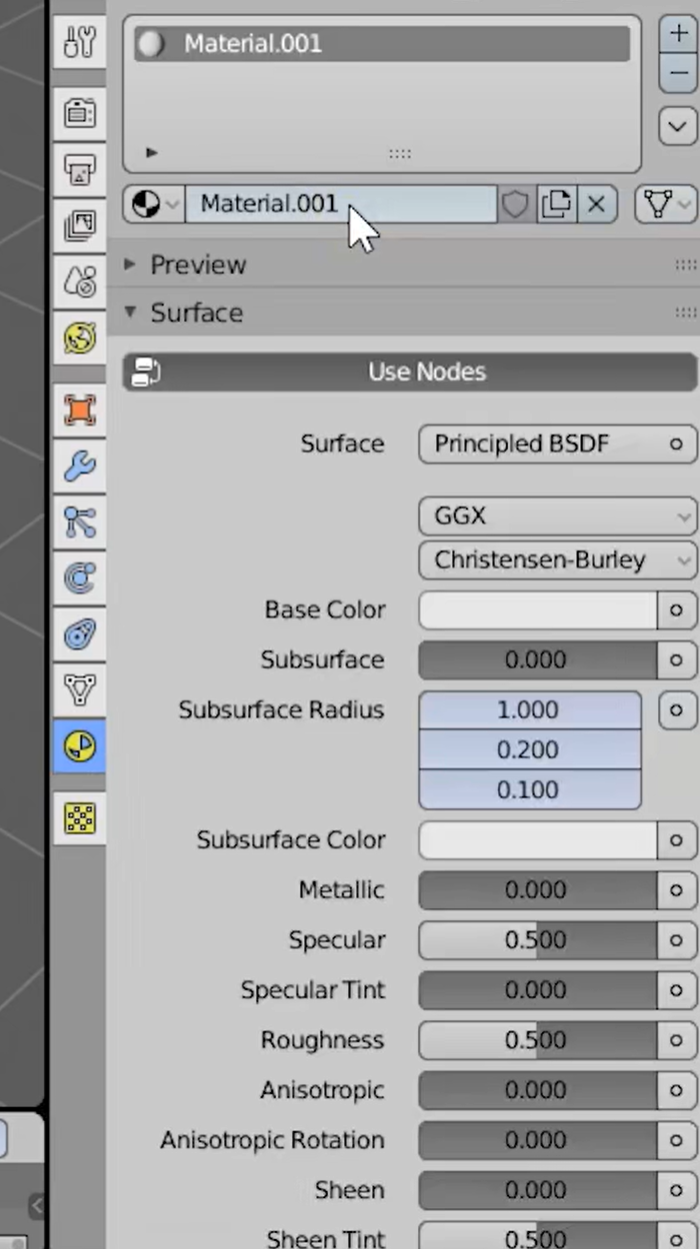 Material.001
Material.001
Preview
Surface
Use Nodes
Surface Principled BSDF
GGX
Christensen-Burley
Base Color
Subsurface 0.000
Subsurface Radius 1.000
0.200
0.100
Subsurface Color
Metallic 0.000
Specular 0.500
Specular Tint 0.000
Roughness 0.500
Anisotropic 0.000
Anisotropic Rotation 0.000
Sheen 0.000
Sheen Tint 0.500